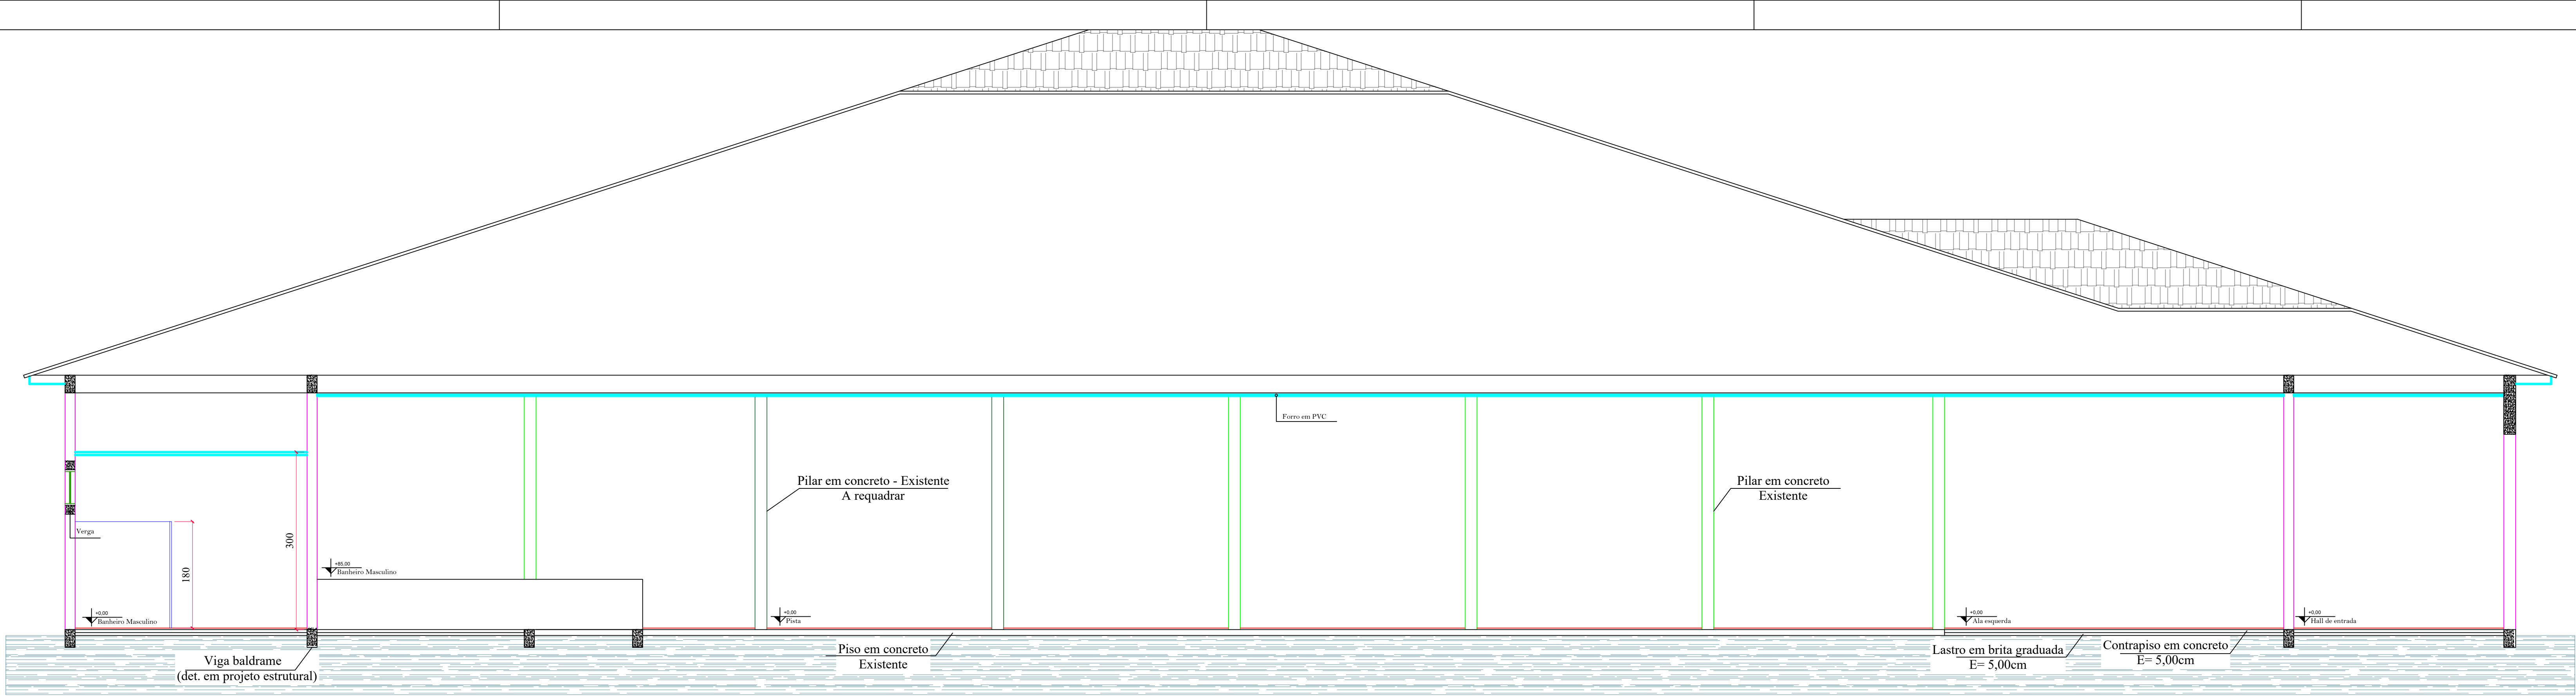 Forro em PVC
Pilar em concreto - Existente
A requadrar
Pilar em concreto
Existente
Verga
300
180
+85,00
Banheiro Masculino
+0,00
Banheiro Masculino
+0,00
Pista
+0,00
Ala esquerda
+0,00
Hall de entrada
Viga baldrame
(det. em projeto estrutural)
Piso em concreto
Existente
Lastro em brita graduada
E= 5,00cm
Contrapiso em concreto
E= 5,00cm